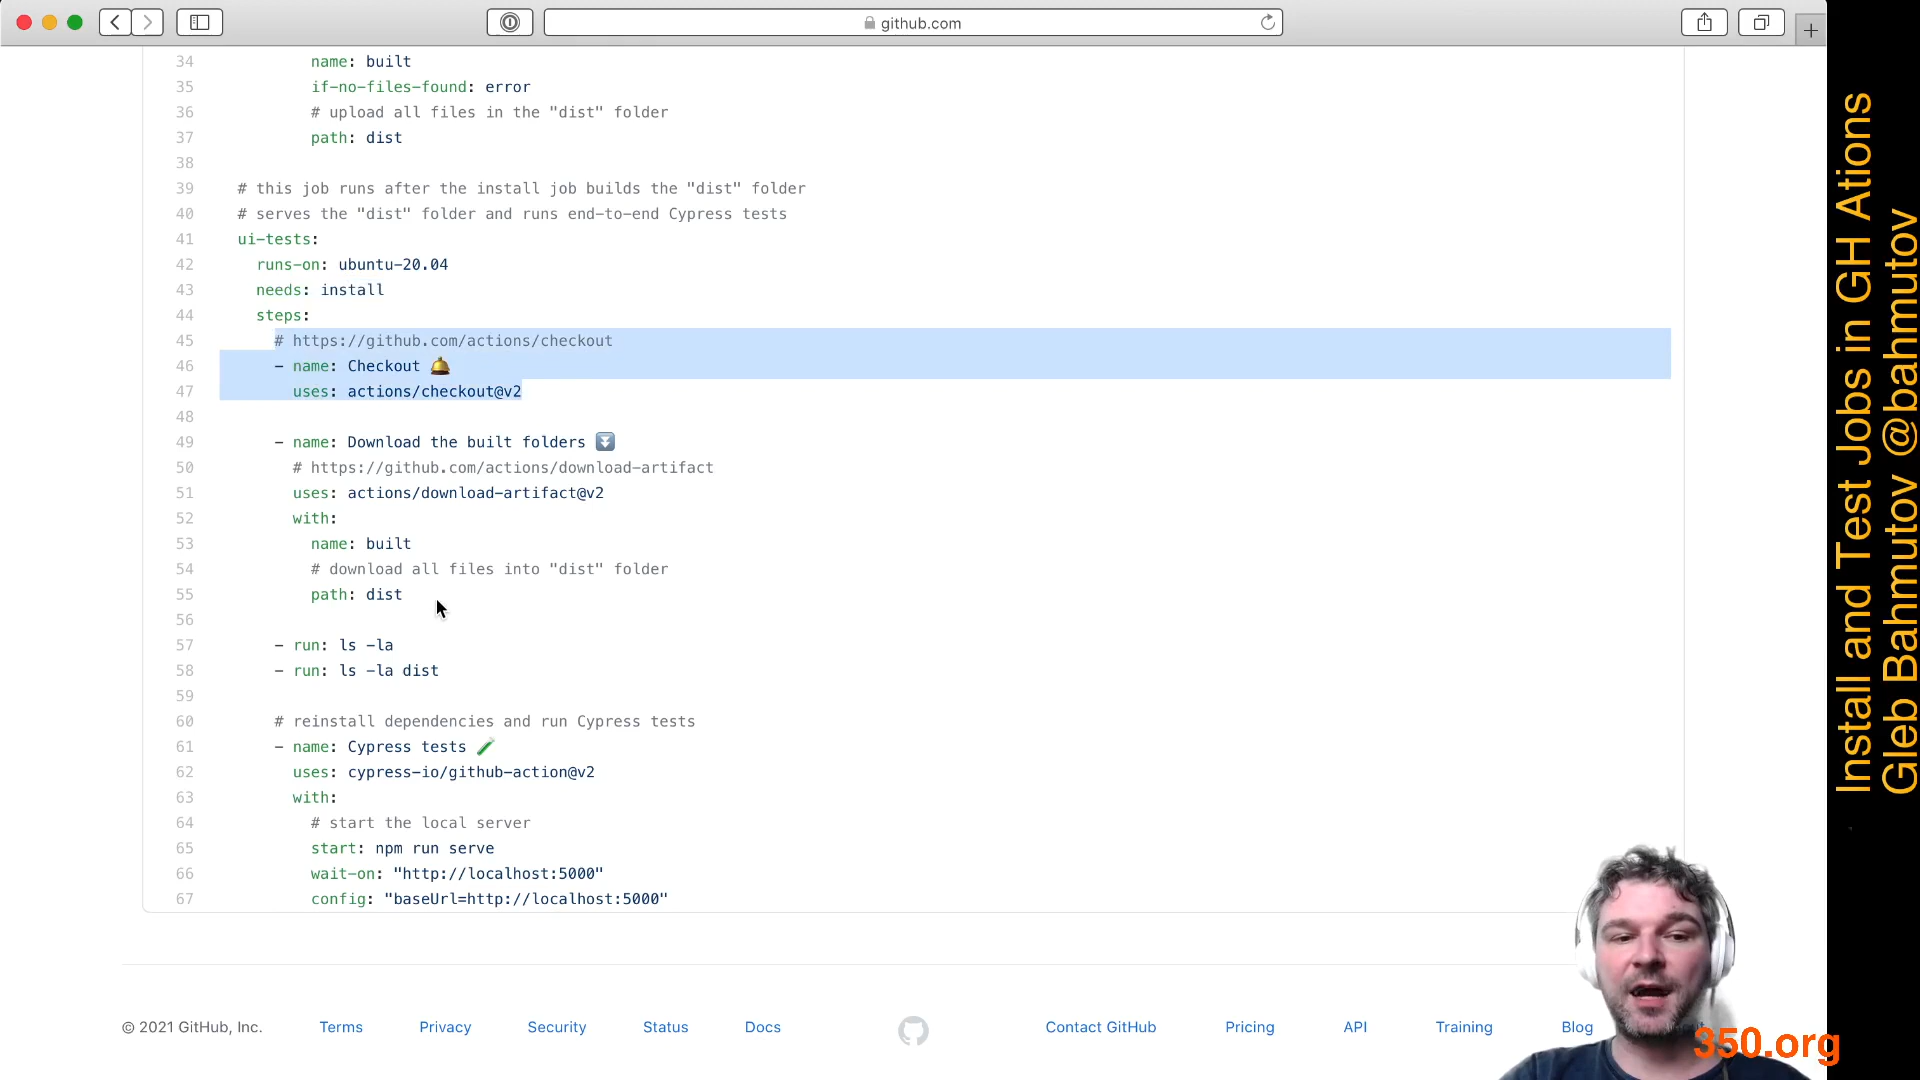 github.com
34 name: built
35 if-no-files-found: error
36 # upload all files in the "dist" folder
37 path: dist
38
39 # this job runs after the install job builds the "dist" folder
40 # serves the "dist" folder and runs end-to-end Cypress tests
41 ui-tests:
42 runs-on: ubuntu-20.04
43 needs: install
44 steps:
45 # https://github.com/actions/checkout
46 - name: Checkout 🛎
47 uses: actions/checkout@v2
48
49 - name: Download the built folders ⏬
50 # https://github.com/actions/download-artifact
51 uses: actions/download-artifact@v2
52 with:
53 name: built
54 # download all files into "dist" folder
55 path: dist
56
57 - run: ls -la
58 - run: ls -la dist
59
60 # reinstall dependencies and run Cypress tests
61 - name: Cypress tests 🧪
62 uses: cypress-io/github-action@v2
63 with:
64 # start the local server
65 start: npm run serve
66 wait-on: "http://localhost:5000"
67 config: "baseUrl=http://localhost:5000"
© 2021 GitHub, Inc. Terms Privacy Security Status Docs Contact GitHub Pricing API Training Blog
Install and Test Jobs in GH Ations
Gleb Bahmutov @bahmutov
350.org